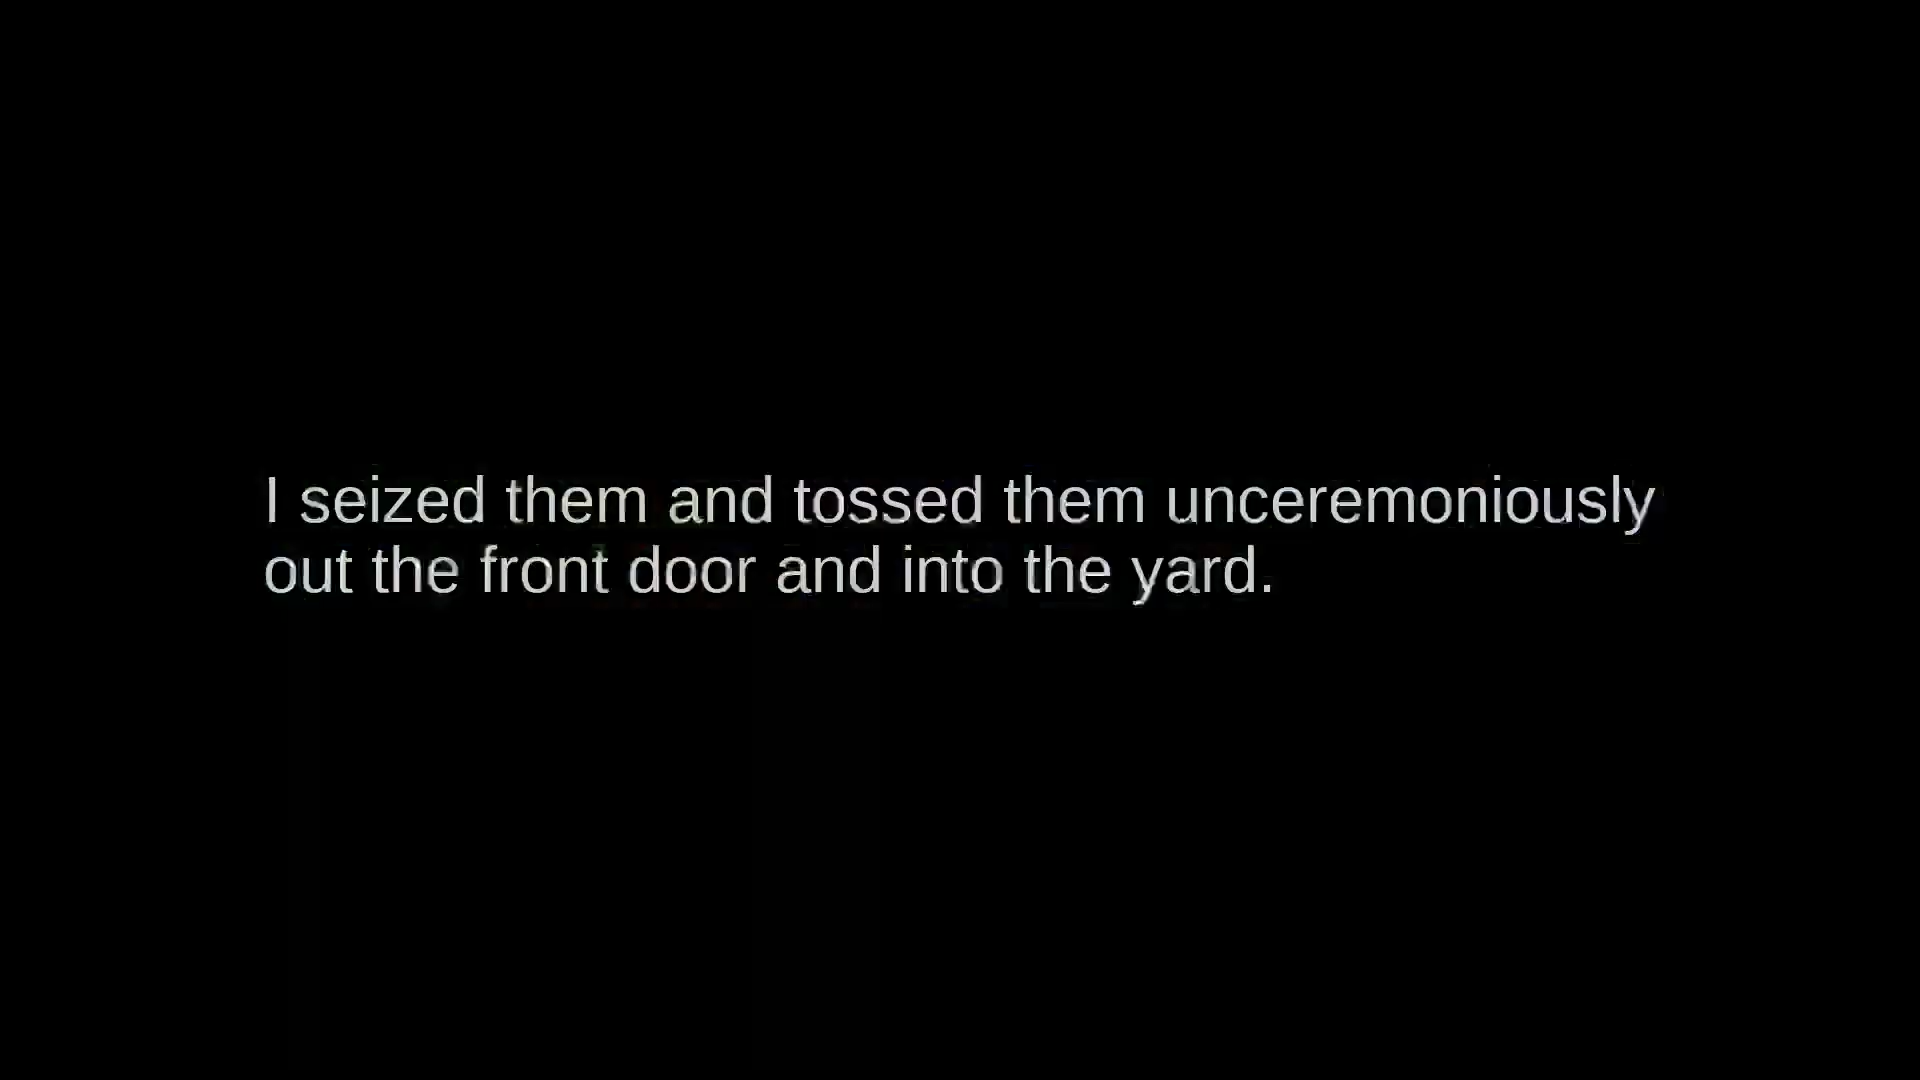 I seized them and tossed them unceremoniously
out the front door and into the yard.